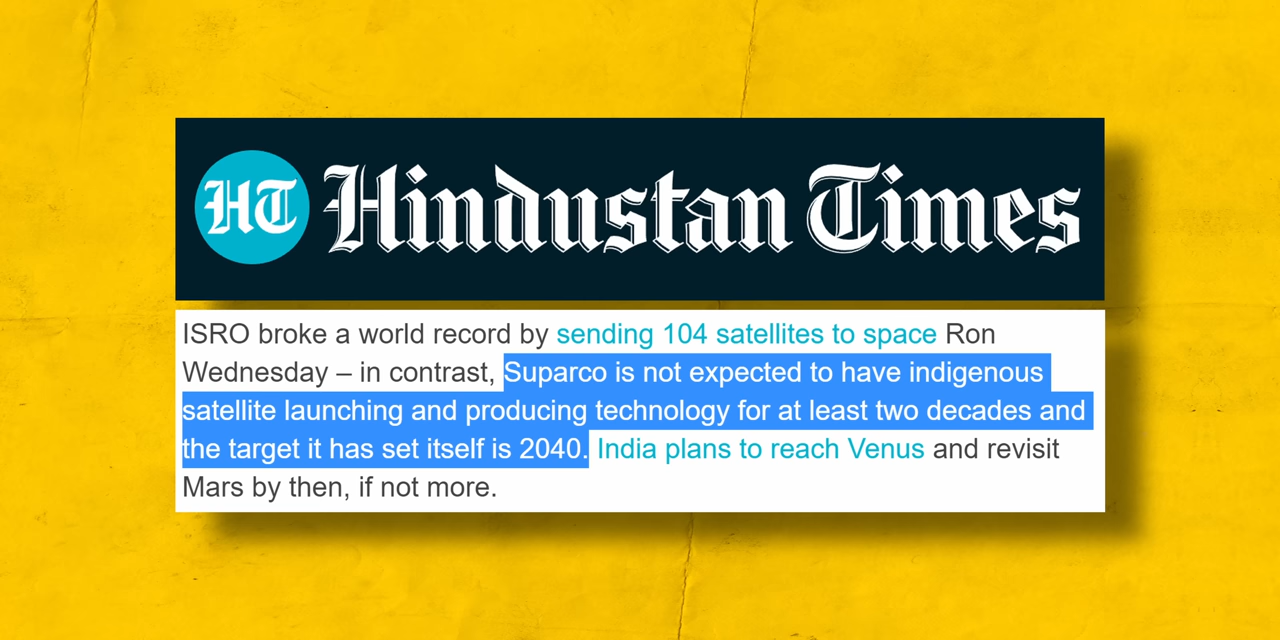 HT Hindustan Times
ISRO broke a world record by sending 104 satellites to space Ron
Wednesday – in contrast, Suparco is not expected to have indigenous
satellite launching and producing technology for at least two decades and
the target it has set itself is 2040. India plans to reach Venus and revisit
Mars by then, if not more.